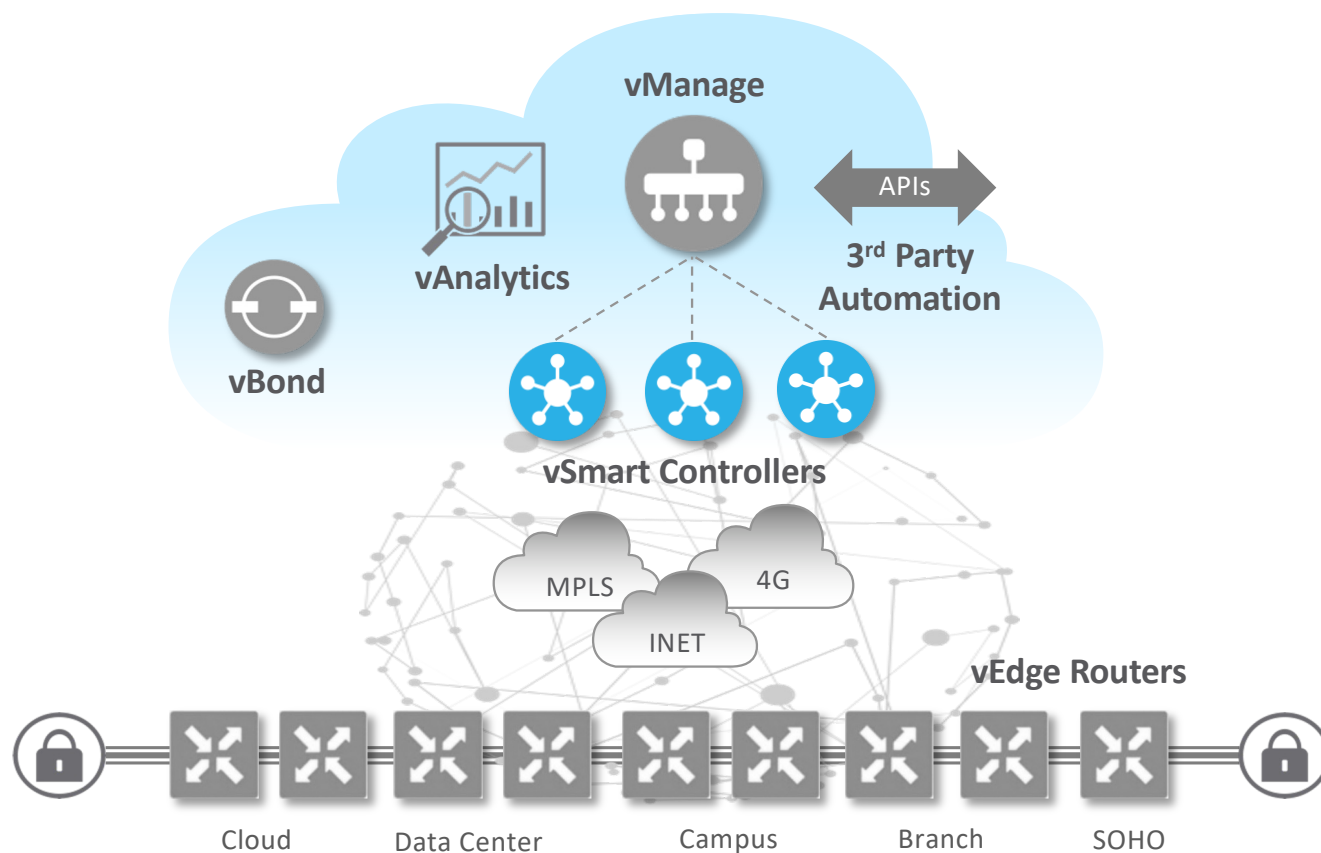 vManage
APIs
vAnalytics
3rd Party
Automation
vBond
vSmart Controllers
MPLS
4G
INET
vEdge Routers
Cloud
Data Center
Campus
Branch
SOHO